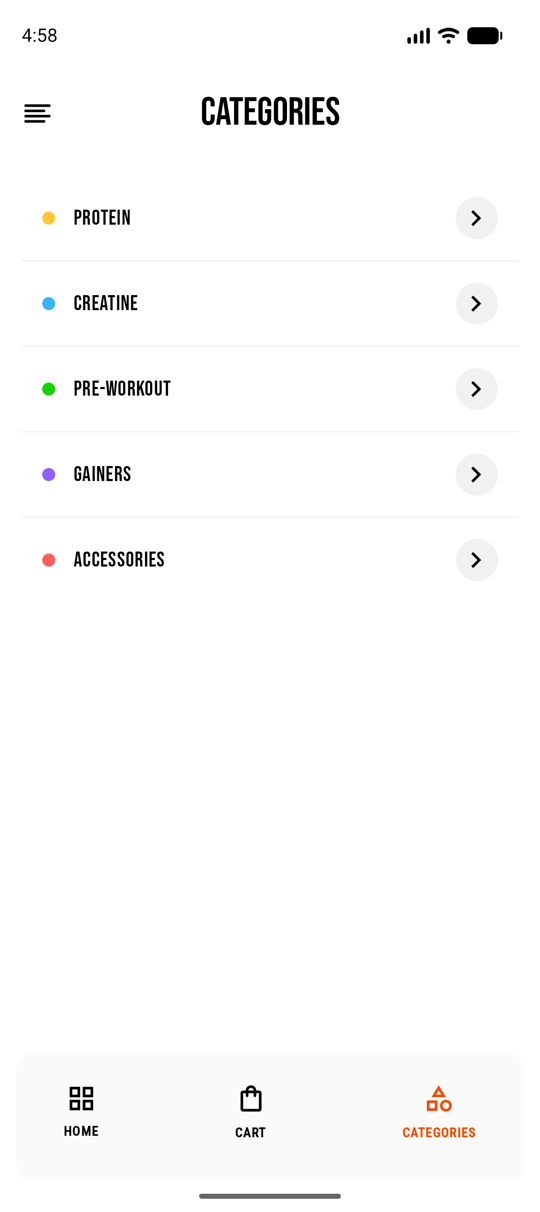 4:58
CATEGORIES
PROTEIN
CREATINE
PRE-WORKOUT
GAINERS
ACCESSORIES
HOME
CART
CATEGORIES